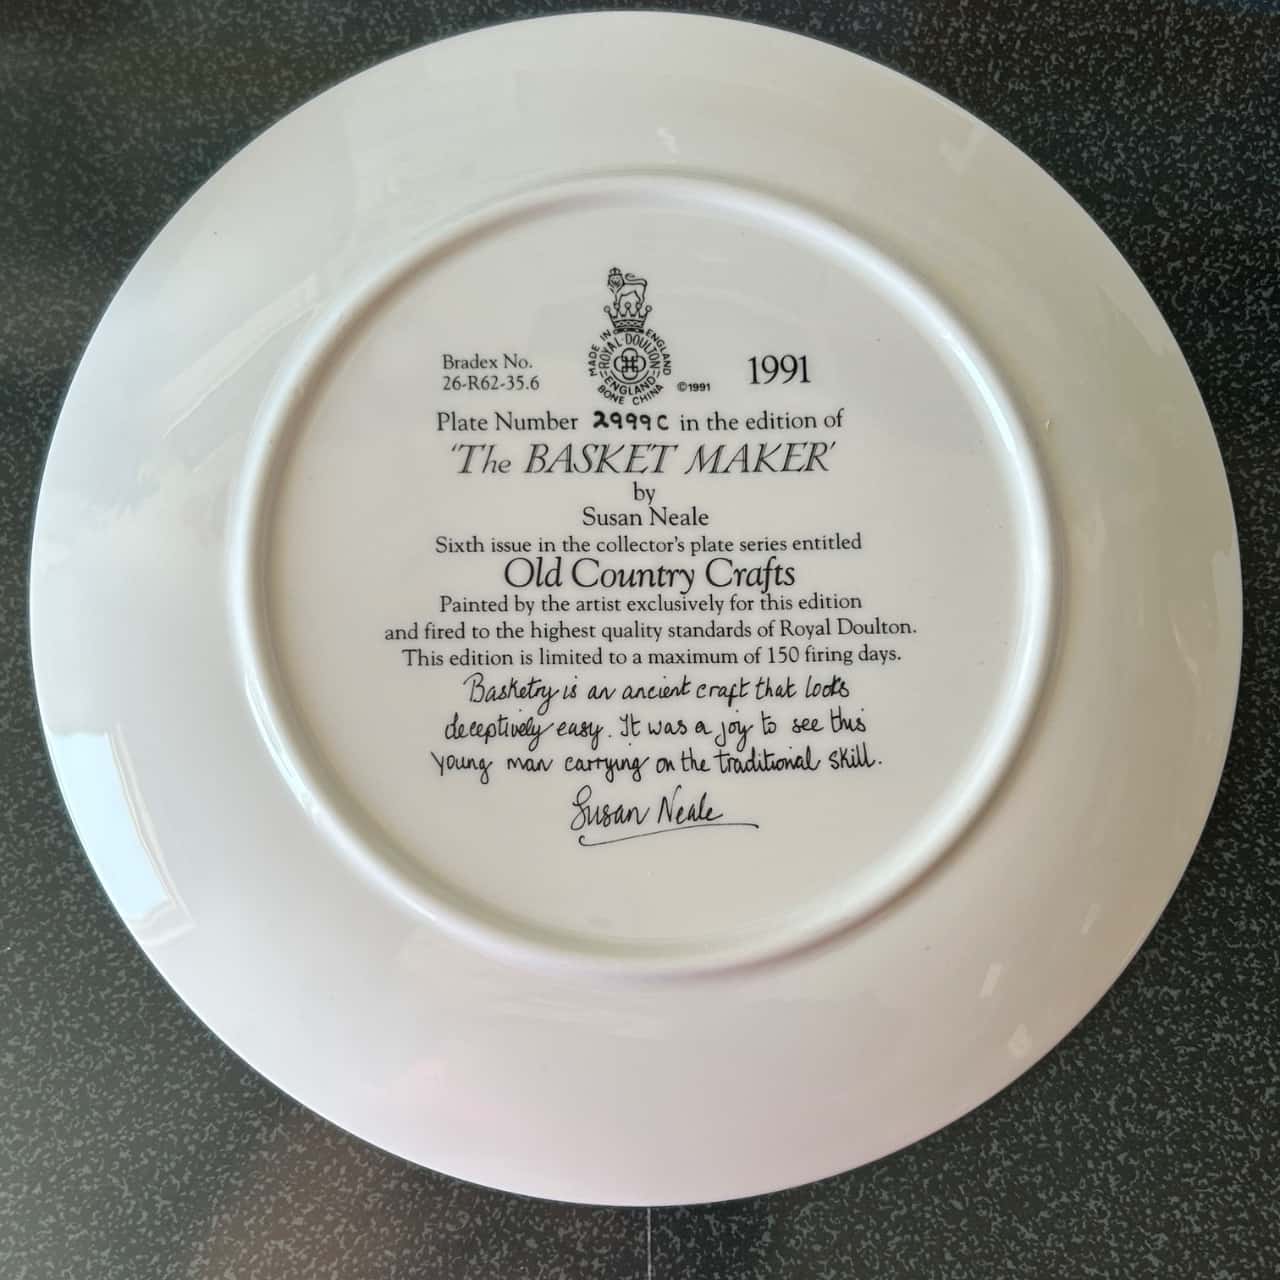 MADE IN ENGLAND
ROYAL·DOULTON
ENGLAND
BONE CHINA
©1991
Bradex No.
26-R62-35.6
1991
Plate Number 2999C in the edition of
'The BASKET MAKER'
by
Susan Neale
Sixth issue in the collector's plate series entitled
Old Country Crafts
Painted by the artist exclusively for this edition
and fired to the highest quality standards of Royal Doulton.
This edition is limited to a maximum of 150 firing days.
Basketry is an ancient craft that looks
deceptively easy. It was a joy to see this
young man carrying on the traditional skill.
Susan Neale